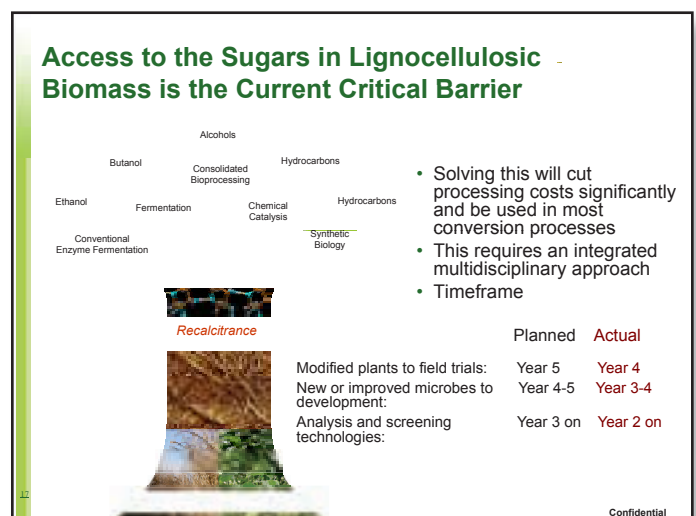 Access to the Sugars in Lignocellulosic
Biomass is the Current Critical Barrier
Alcohols
Butanol
Consolidated
Bioprocessing
Hydrocarbons
Ethanol
Fermentation
Chemical
Catalysis
Hydrocarbons
Conventional
Enzyme Fermentation
Synthetic
Biology
Recalcitrance
• Solving this will cut
processing costs significantly
and be used in most
conversion processes
• This requires an integrated
multidisciplinary approach
• Timeframe
Planned Actual
Modified plants to field trials: Year 5 Year 4
New or improved microbes to Year 4-5 Year 3-4
development:
Analysis and screening Year 3 on Year 2 on
technologies:
17
Confidential